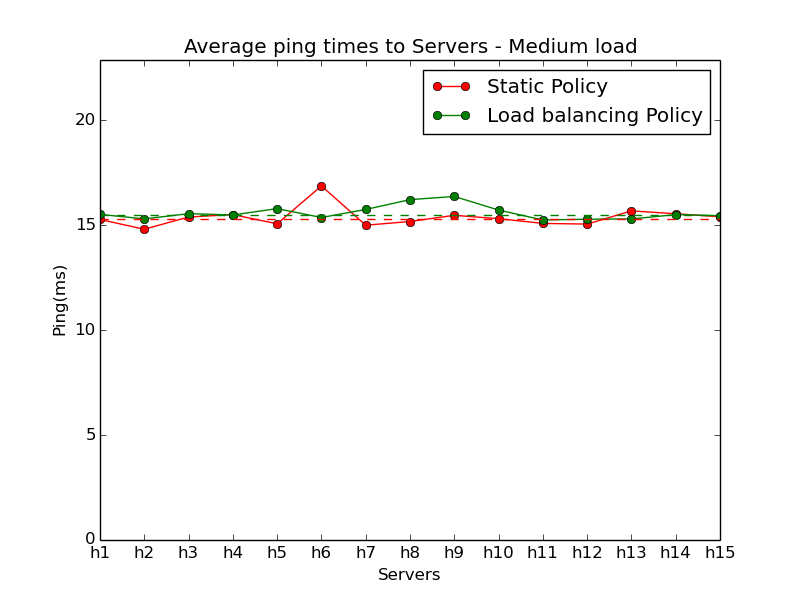 Average ping times to Servers - Medium load
Static Policy
Load balancing Policy
20
15
10
5
0
Ping(ms)
h1 h2 h3 h4 h5 h6 h7 h8 h9 h10 h11 h12 h13 h14 h15
Servers